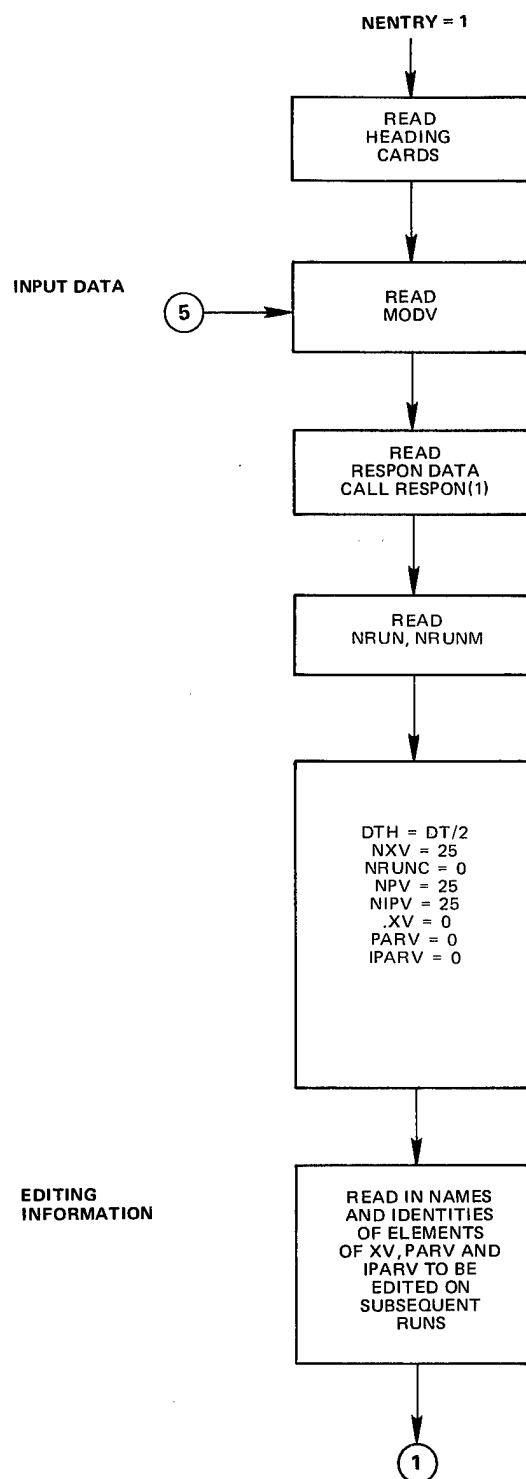 NENTRY = 1
READ
HEADING
CARDS
INPUT DATA
5
READ
MODV
READ
RESPON DATA
CALL RESPON(1)
READ
NRUN, NRUNM
DTH = DT/2
NXV = 25
NRUNC = 0
NPV = 25
NIPV = 25
.XV = 0
PARV = 0
IPARV = 0
EDITING
INFORMATION
READ IN NAMES
AND IDENTITIES
OF ELEMENTS
OF XV, PARV AND
IPARV TO BE
EDITED ON
SUBSEQUENT
RUNS
1